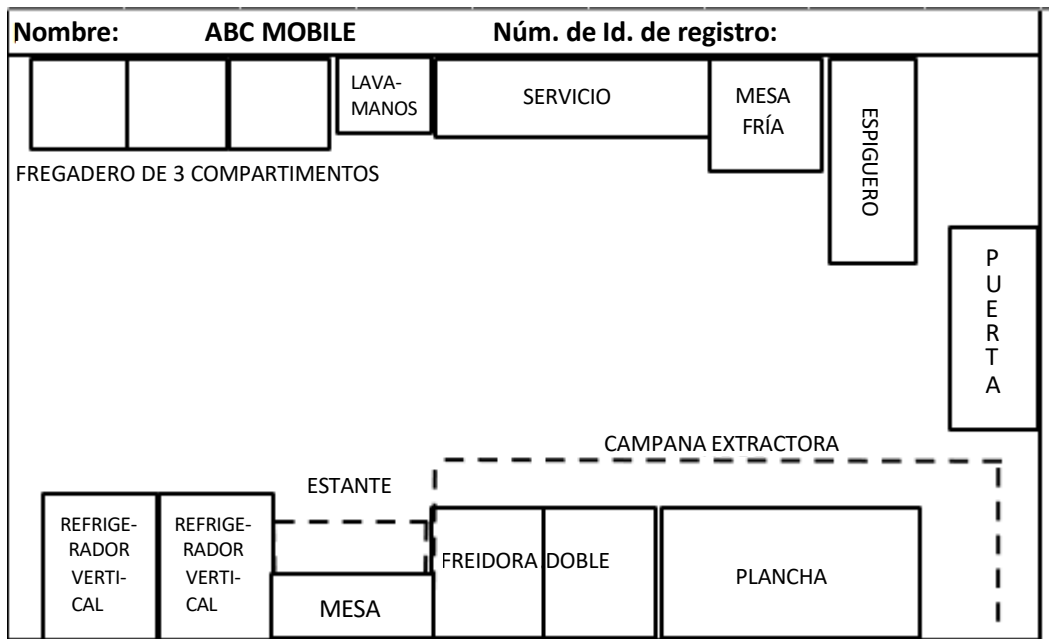 Nombre: ABC MOBILE Núm. de Id. de registro:
LAVA-
MANOS
SERVICIO
MESA
FRÍA
ESPIGUERO
FREGADERO DE 3 COMPARTIMENTOS
PUERTA
CAMPANA EXTRACTORA
ESTANTE
REFRIGE-
RADOR
VERTI-
CAL
REFRIGE-
RADOR
VERTI-
CAL
MESA
FREIDORA DOBLE
PLANCHA